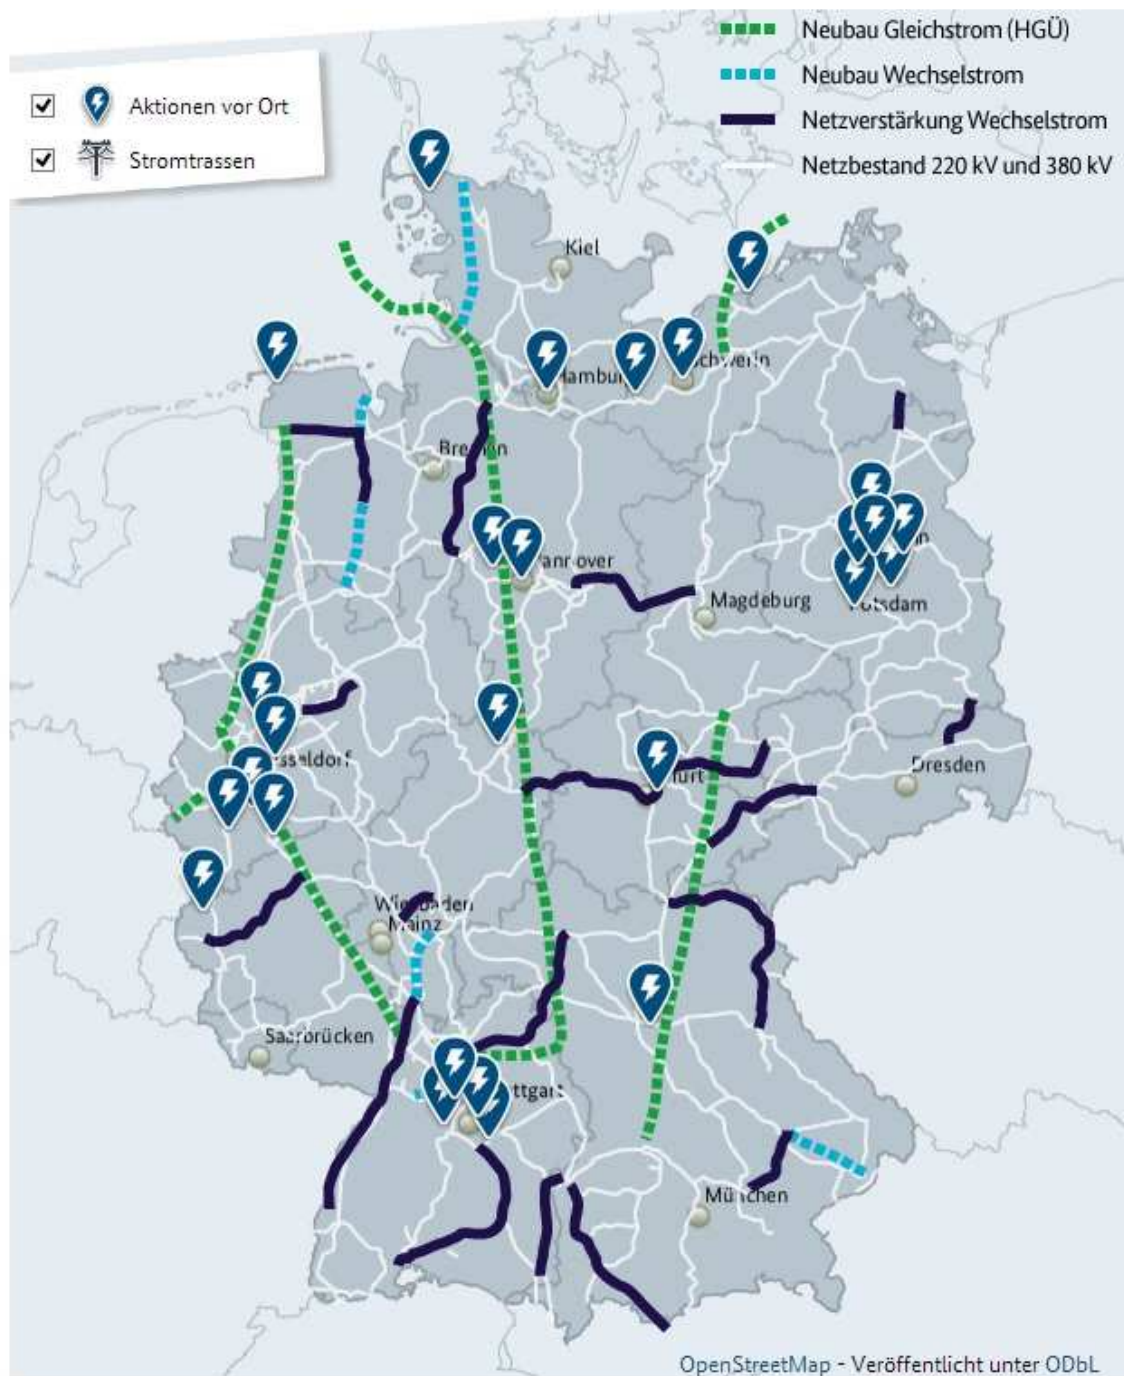 Neubau Gleichstrom (HGÜ)
Neubau Wechselstrom
Netzverstärkung Wechselstrom
Netzbestand 220 kV und 380 kV
Aktionen vor Ort
Stromtrassen
Kiel
Magdeburg
Dresden
Wiesbaden
Mainz
Saarbrücken
München
OpenStreetMap - Veröffentlicht unter ODbL